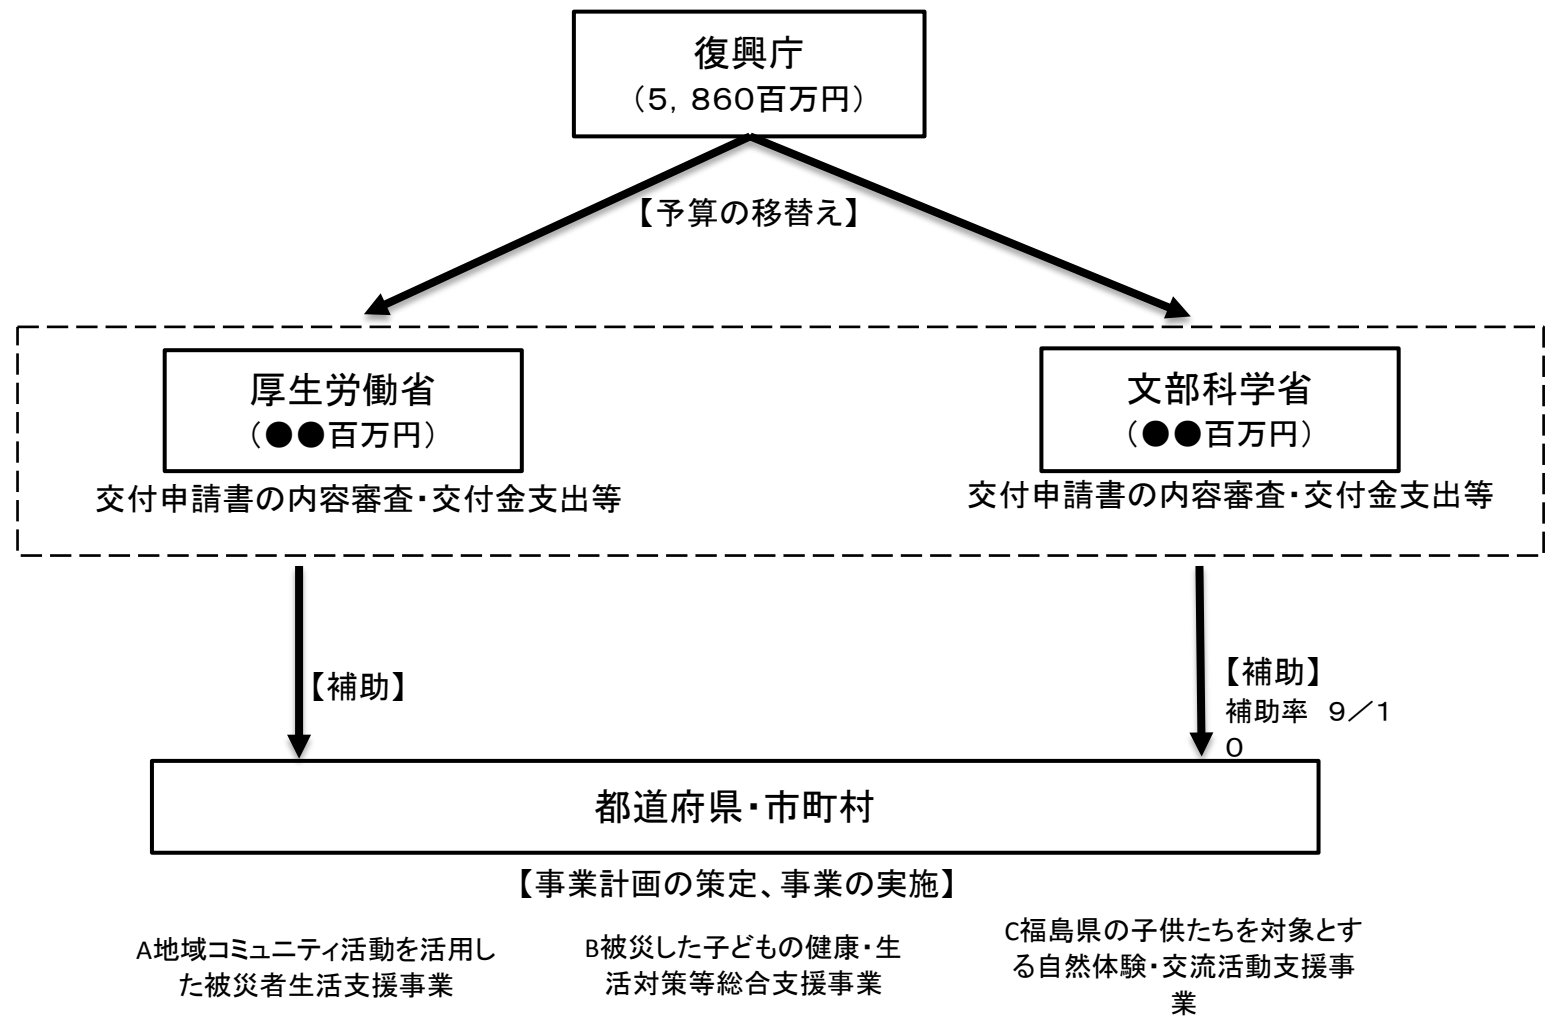 復興庁
（５，８６０百万円）
【予算の移替え】
厚生労働省
（●●百万円）
交付申請書の内容審査・交付金支出等
文部科学省
（●●百万円）
交付申請書の内容審査・交付金支出等
【補助】
【補助】
補助率　９／１
０
都道府県・市町村
【事業計画の策定、事業の実施】
A地域コミュニティ活動を活用し
た被災者生活支援事業
B被災した子どもの健康・生
活対策等総合支援事業
C福島県の子供たちを対象とす
る自然体験・交流活動支援事
業